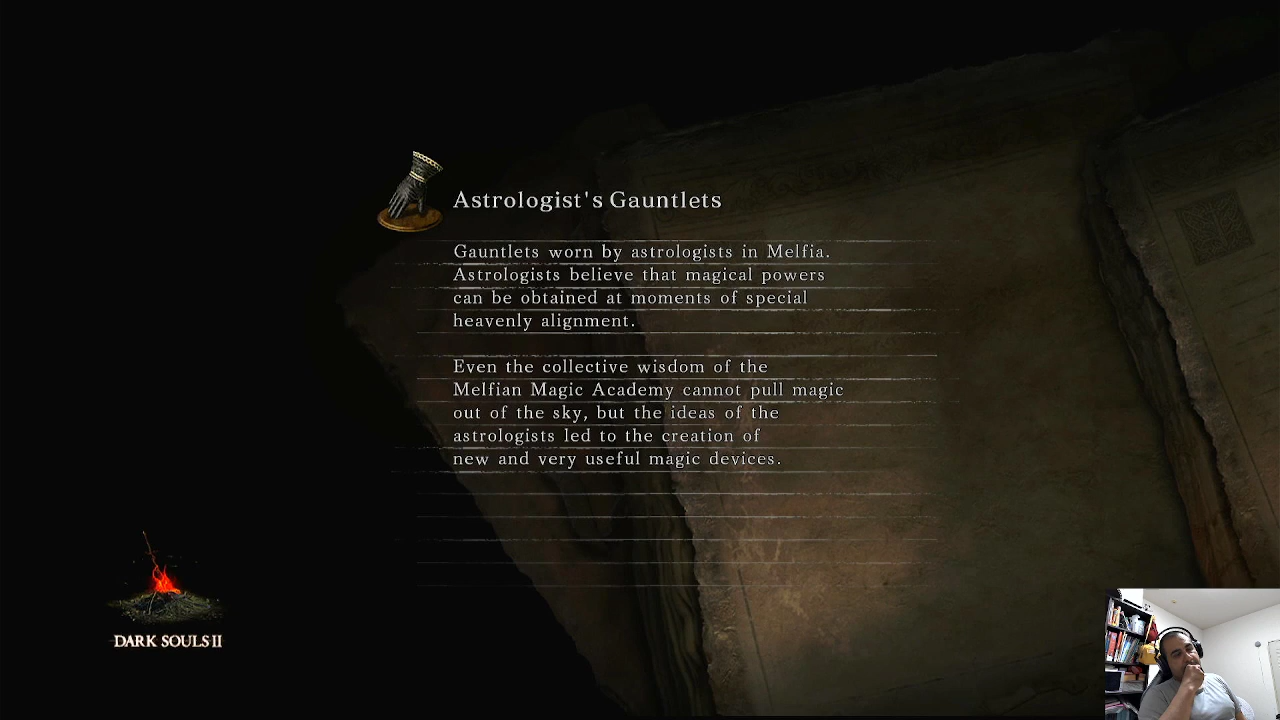 Astrologist's Gauntlets
Gauntlets worn by astrologists in Melfia.
Astrologists believe that magical powers
can be obtained at moments of special
heavenly alignment.
Even the collective wisdom of the
Melfian Magic Academy cannot pull magic
out of the sky, but the ideas of the
astrologists led to the creation of
new and very useful magic devices.
DARK SOULS II